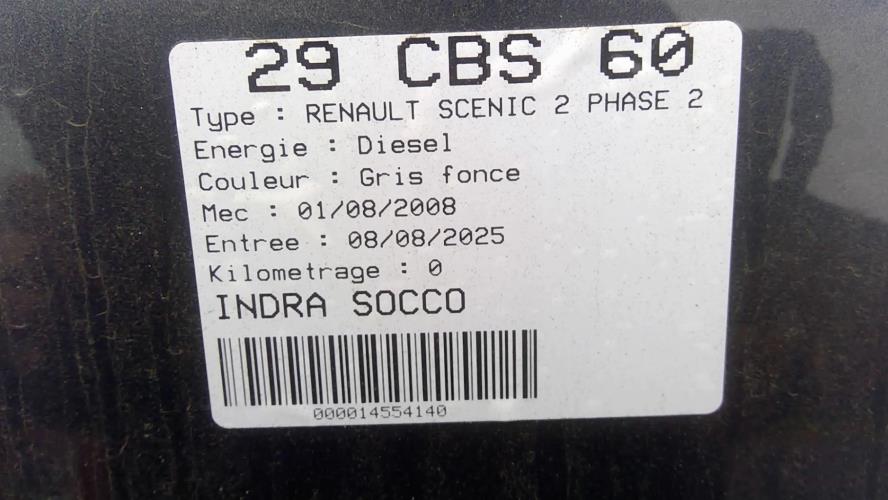 29 CBS 60
Type : RENAULT SCENIC 2 PHASE 2
Energie : Diesel
Couleur : Gris fonce
Mec : 01/08/2008
Entree : 08/08/2025
Kilometrage : 0
INDRA SOCCO
000014554140